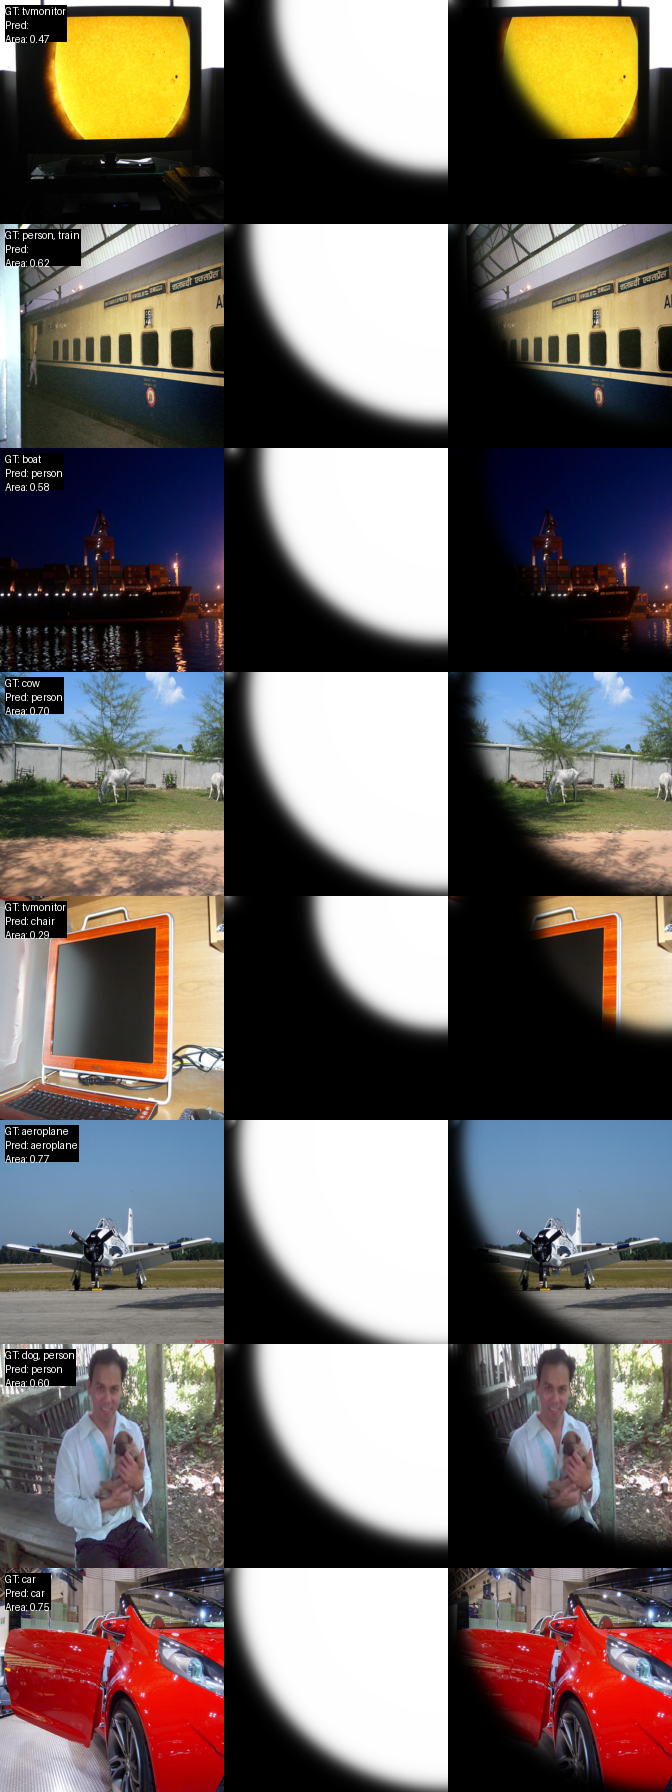 GT: tvmonitor
Pred:
Area: 0.47
GT: person, train
Pred:
Area: 0.62
GT: boat
Pred: person
Area: 0.58
GT: cow
Pred: person
Area: 0.70
GT: tvmonitor
Pred: chair
Area: 0.29
GT: aeroplane
Pred: aeroplane
Area: 0.77
GT: dog, person
Pred: person
Area: 0.60
GT: car
Pred: car
Area: 0.75